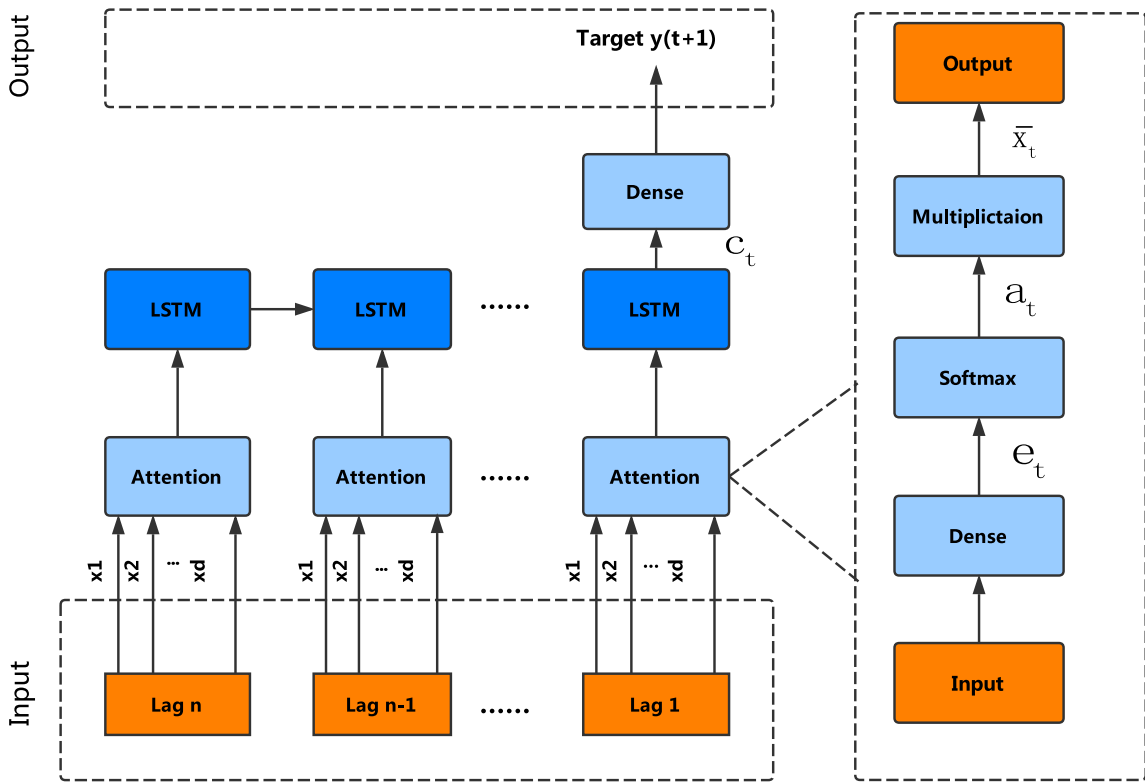 Output
Target y(t+1)
Dense
c_t
LSTM
LSTM
......
LSTM
Attention
Attention
......
Attention
x1
x2
...
xd
x1
x2
...
xd
x1
x2
...
xd
Input
Lag n
Lag n-1
......
Lag 1
Output
x̅_t
Multiplictaion
a_t
Softmax
e_t
Dense
Input